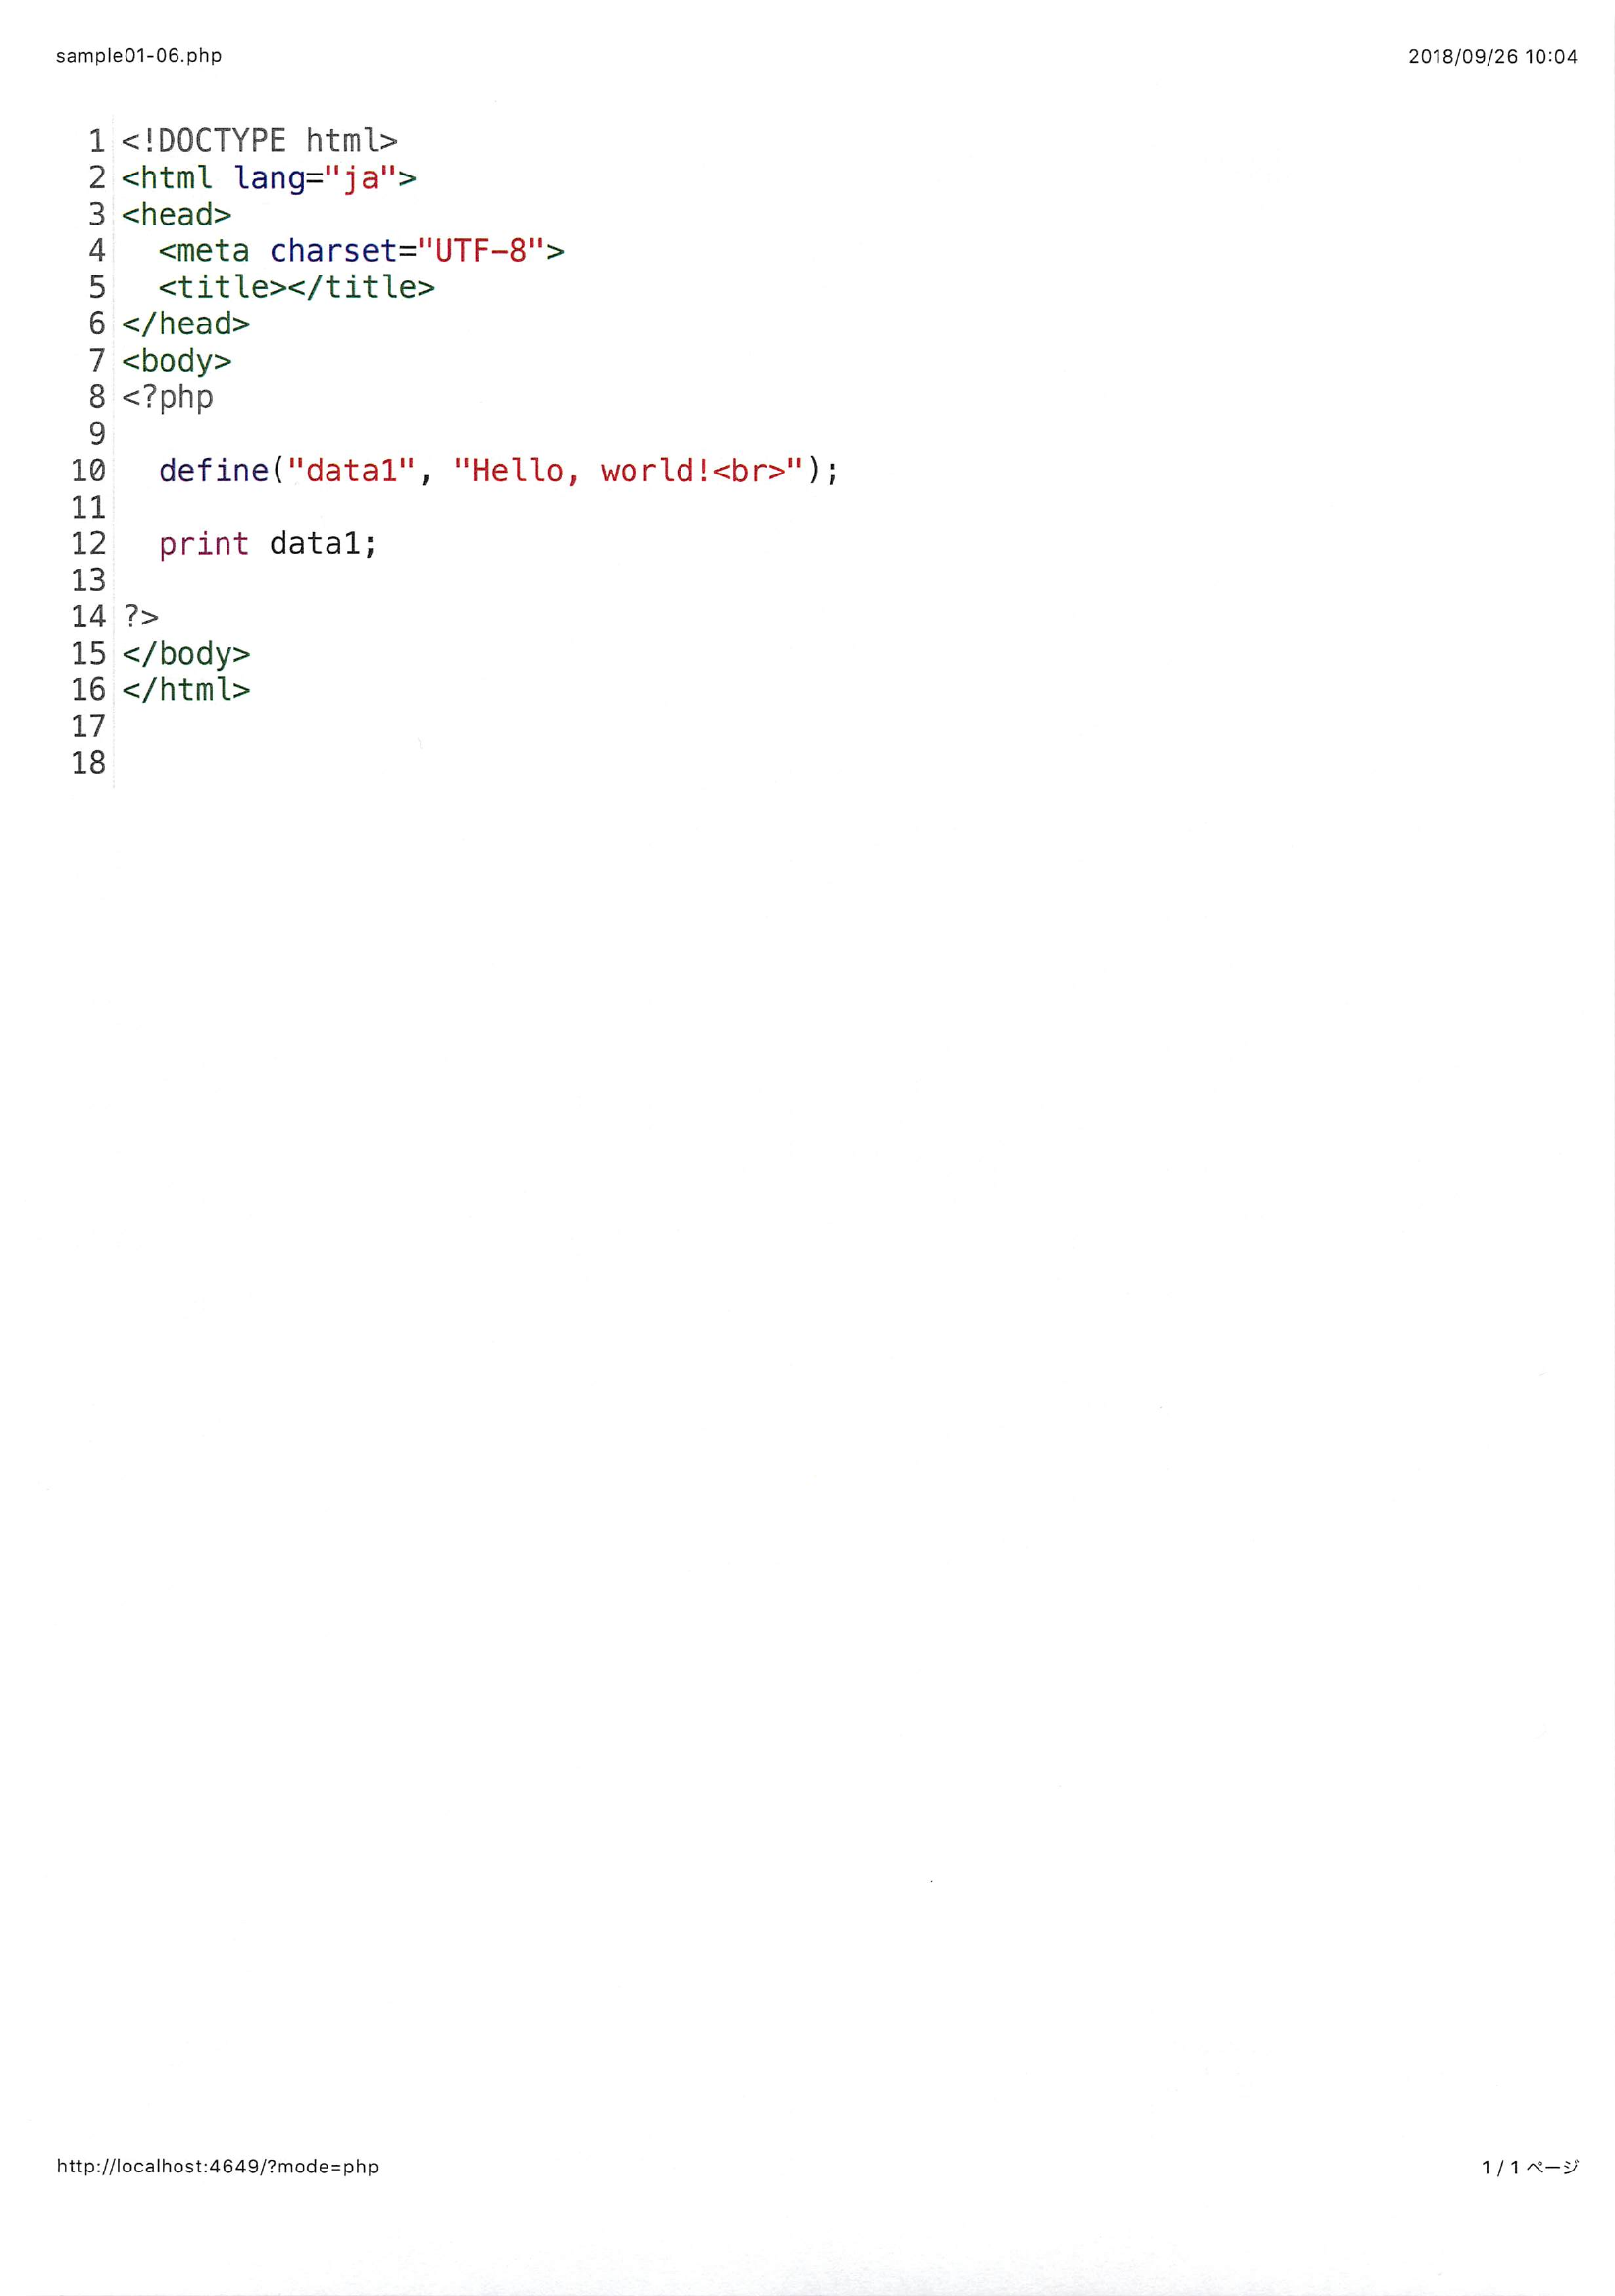 sample01-06.php 2018/09/26 10:04
1 <!DOCTYPE html>
2 <html lang="ja">
3 <head>
4   <meta charset="UTF-8">
5   <title></title>
6 </head>
7 <body>
8 <?php
9
10   define("data1", "Hello, world!<br>");
11
12   print data1;
13
14 ?>
15 </body>
16 </html>
17
18
http://localhost:4649/?mode=php 1 / 1 ページ